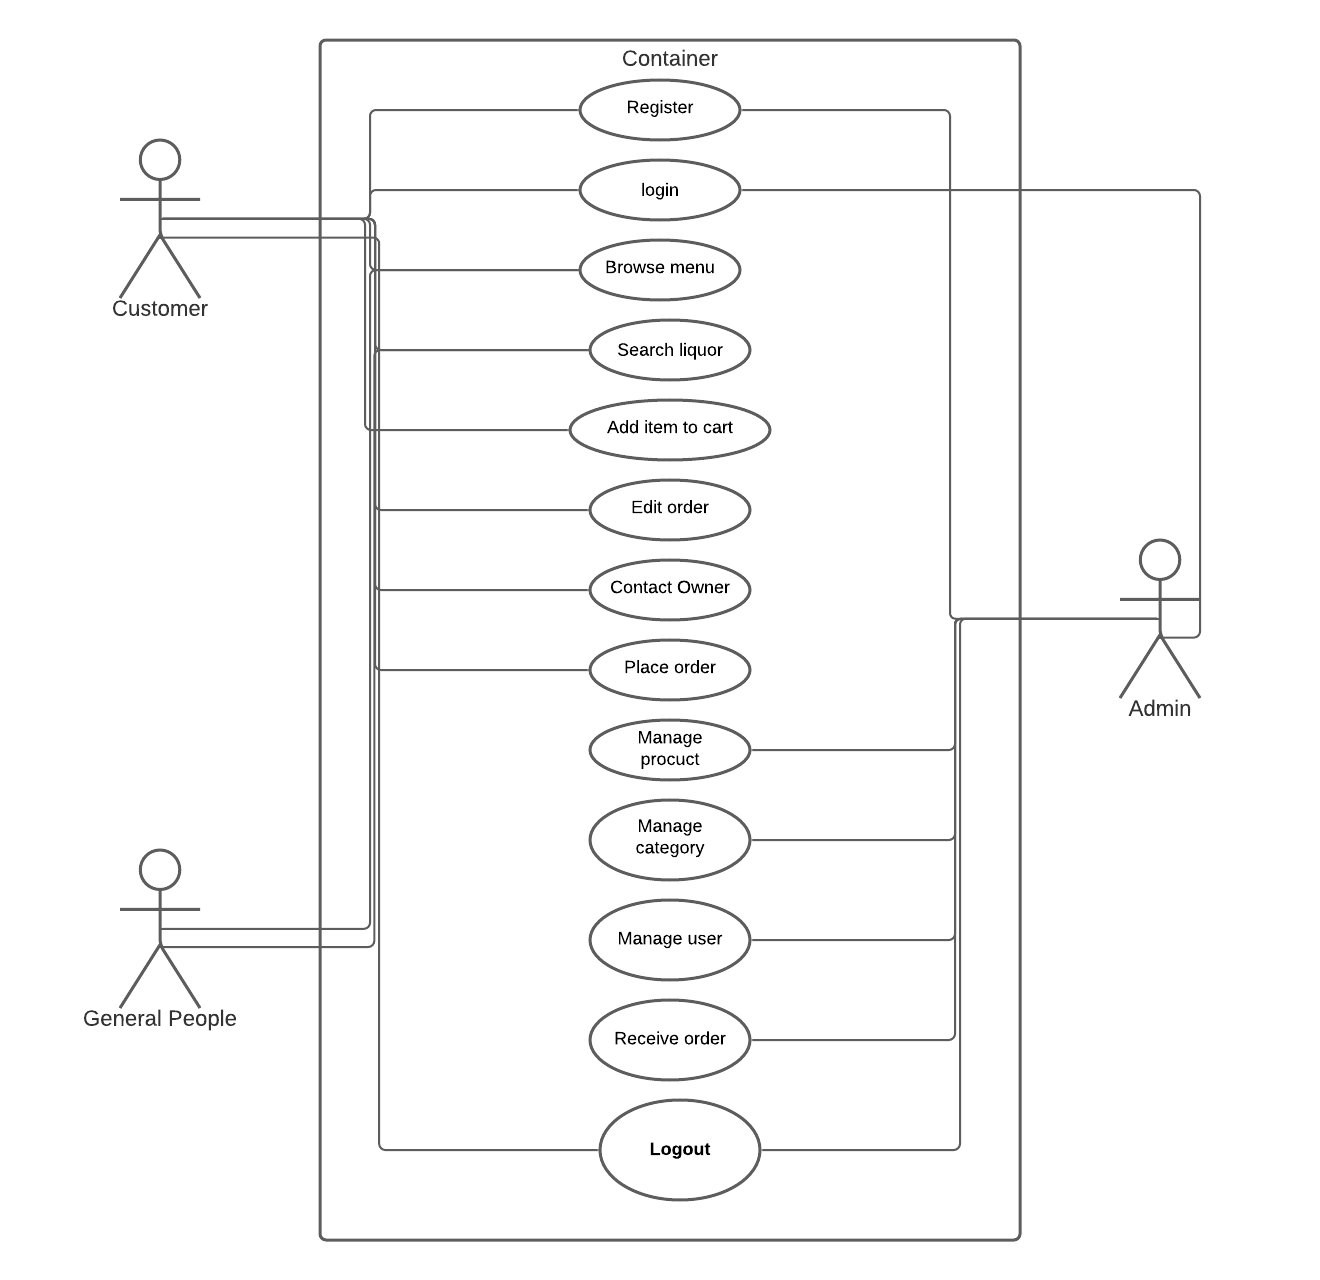 Container
Register
login
Browse menu
Customer
Search liquor
Add item to cart
Edit order
Contact Owner
Place order
Admin
Manage
procuct
Manage
category
Manage user
General People
Receive order
Logout